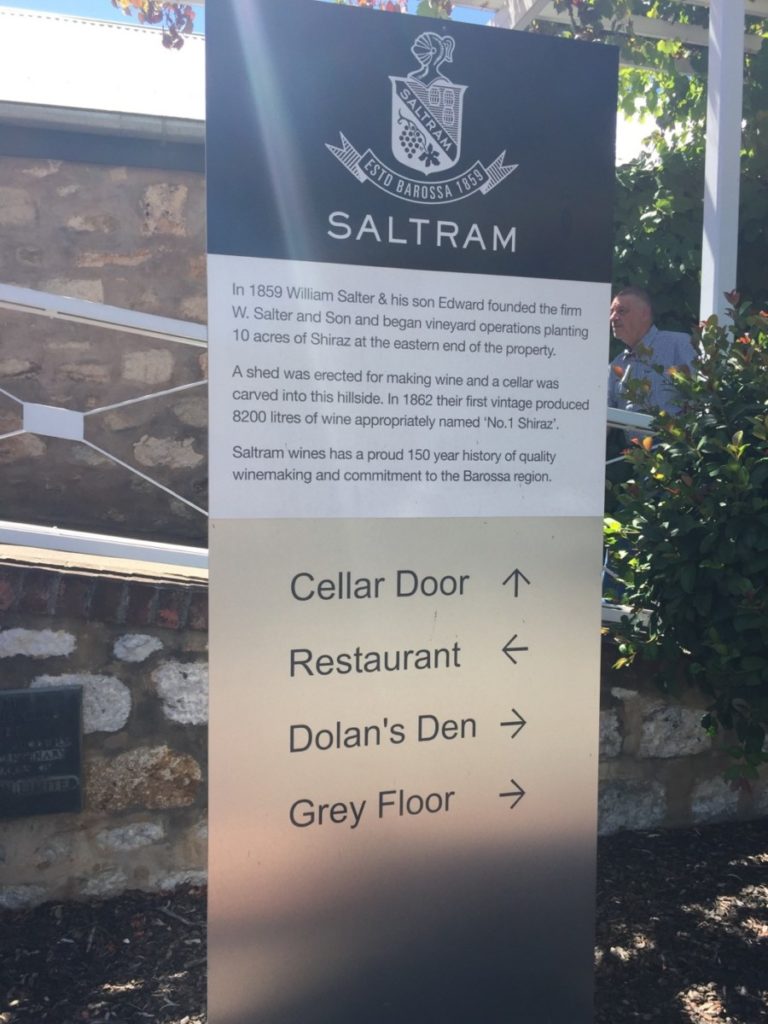 SALTRAM
ESTD BAROSSA 1859
SALTRAM
In 1859 William Salter & his son Edward founded the firm
W. Salter and Son and began vineyard operations planting
10 acres of Shiraz at the eastern end of the property.
A shed was erected for making wine and a cellar was
carved into this hillside. In 1862 their first vintage produced
8200 litres of wine appropriately named ‘No.1 Shiraz’.
Saltram wines has a proud 150 year history of quality
winemaking and commitment to the Barossa region.
Cellar Door ↑
Restaurant ←
Dolan's Den →
Grey Floor →